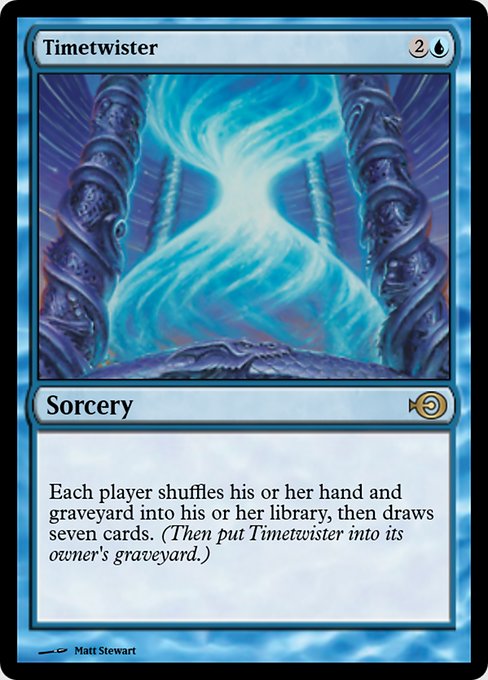 Timetwister 2
Sorcery
Each player shuffles his or her hand and
graveyard into his or her library, then draws
seven cards. (Then put Timetwister into its
owner's graveyard.)
Matt Stewart